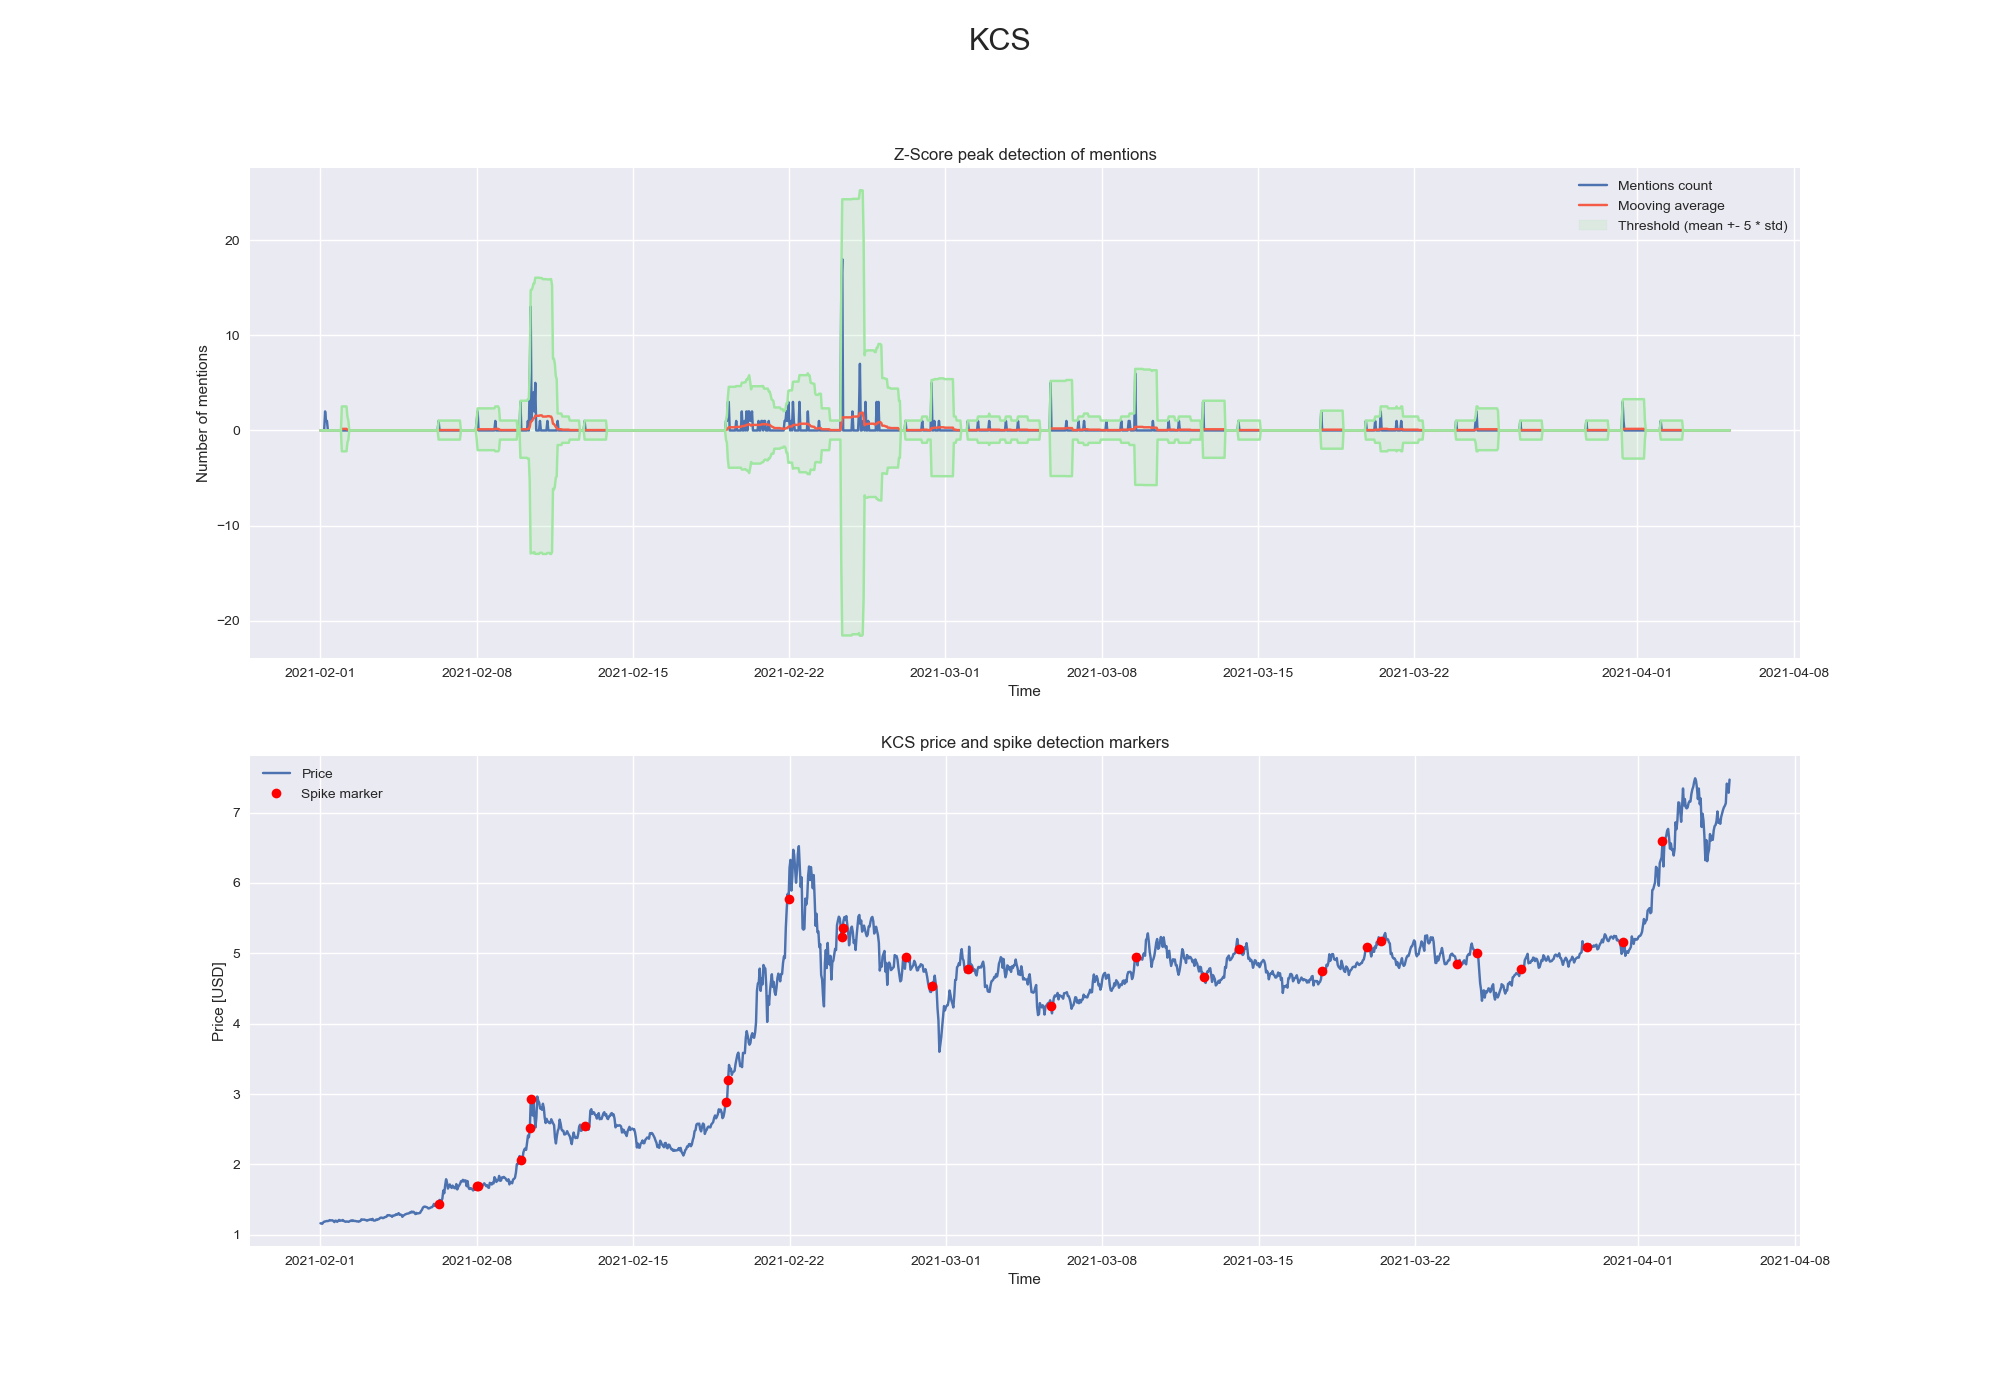 KCS
Z-Score peak detection of mentions
Mentions count
Mooving average
Threshold (mean +- 5 * std)
Number of mentions
20
10
0
−10
−20
2021-02-01 2021-02-08 2021-02-15 2021-02-22 2021-03-01 2021-03-08 2021-03-15 2021-03-22 2021-04-01 2021-04-08
Time
KCS price and spike detection markers
Price
Spike marker
Price [USD]
7
6
5
4
3
2
1
2021-02-01 2021-02-08 2021-02-15 2021-02-22 2021-03-01 2021-03-08 2021-03-15 2021-03-22 2021-04-01 2021-04-08
Time